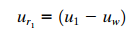 u_{r_1} = (u_1 − u_w)